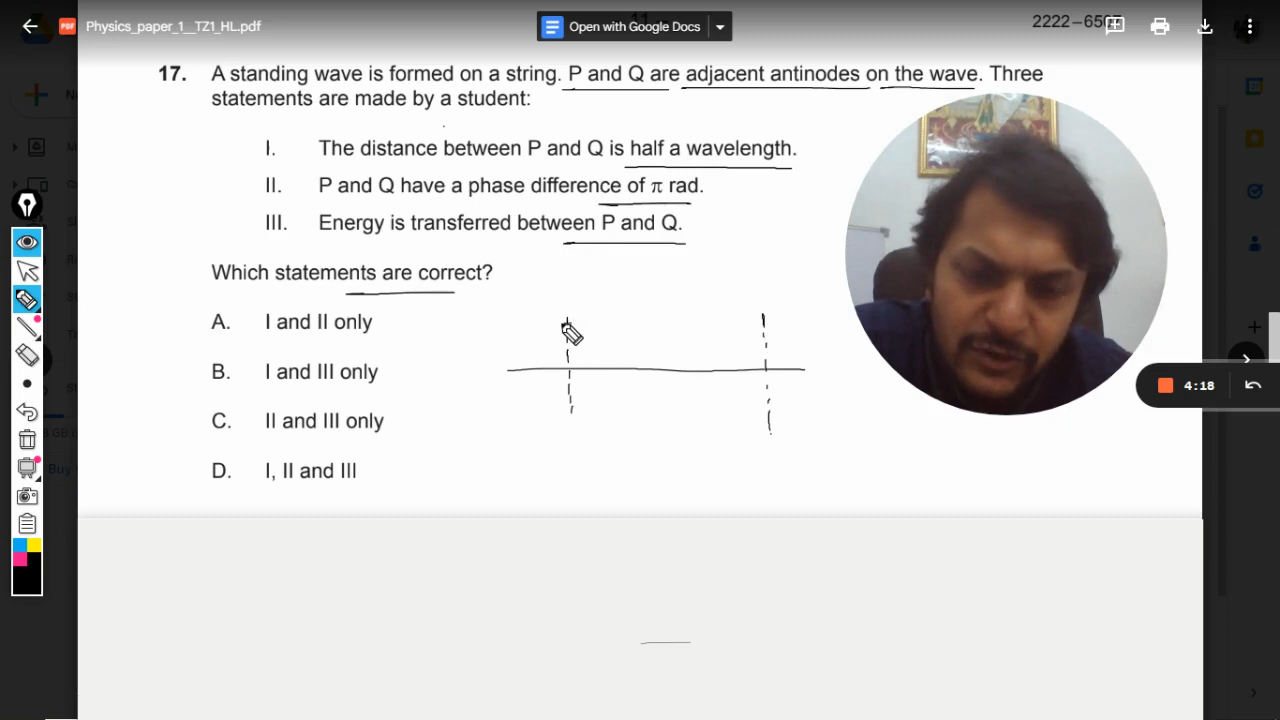 Physics_paper_1__TZ1_HL.pdf
Open with Google Docs
2222–650
17. A standing wave is formed on a string. P and Q are adjacent antinodes on the wave. Three
statements are made by a student:
I. The distance between P and Q is half a wavelength.
II. P and Q have a phase difference of π rad.
III. Energy is transferred between P and Q.
Which statements are correct?
A. I and II only
B. I and III only
C. II and III only
D. I, II and III
4:18